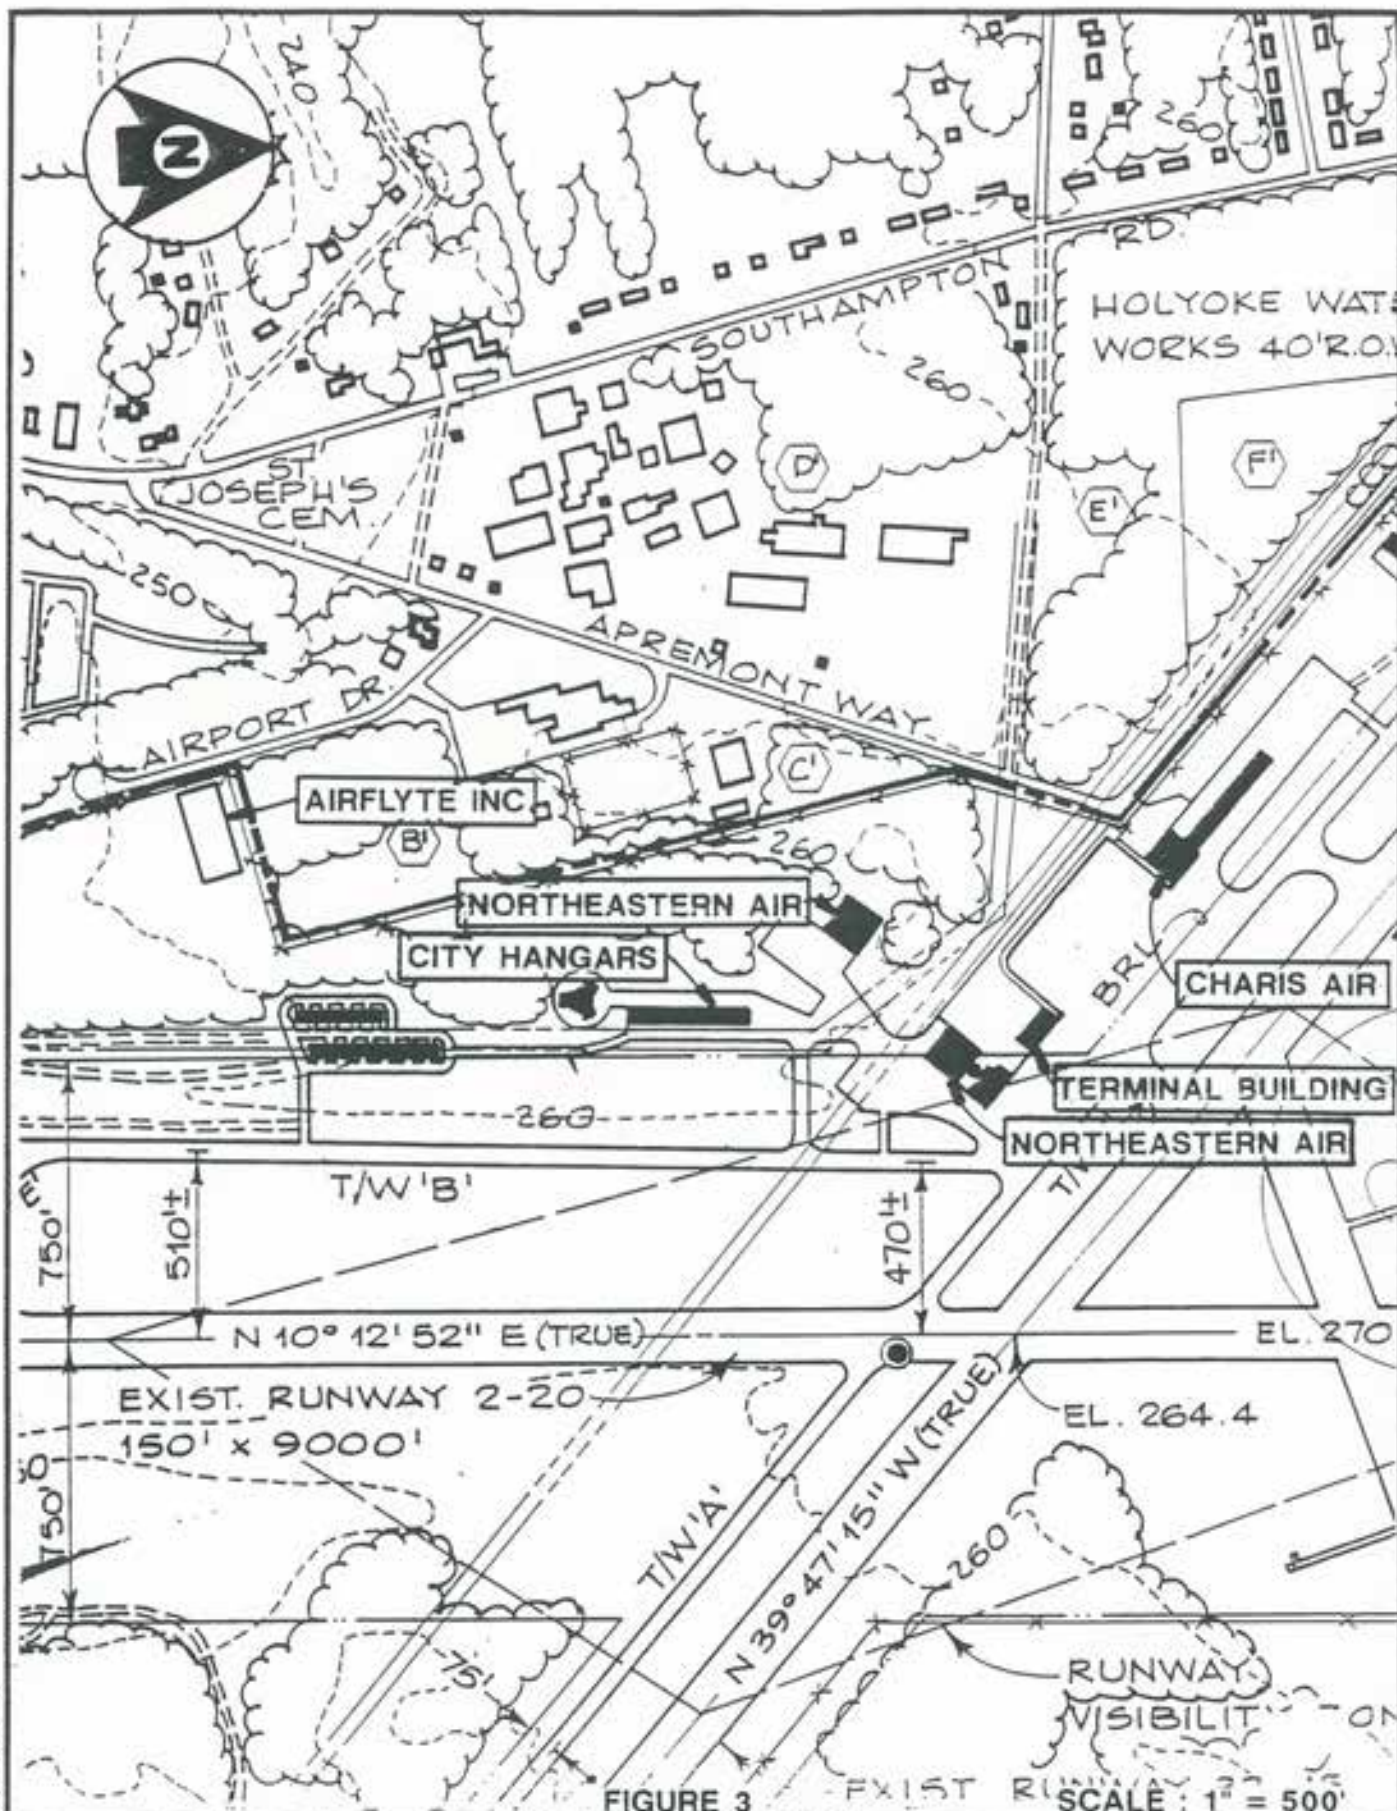 240
N
260
RD.
SOUTHAMPTON
HOLYOKE
WORKS 40' R.O.
260
D'
F'
E'
ST.
JOSEPH'S
CEM.
250
APREMONT WAY
AIRPORT DR.
C'
AIRFLYTE INC
B'
260
NORTHEASTERN AIR
CITY HANGARS
BRL
CHARIS AIR
TERMINAL BUILDING
260
NORTHEASTERN AIR
T/W 'B'
750'
510'±
470'±
N 10° 12' 52" E (TRUE)
EL. 270
EXIST. RUNWAY 2-20
150' x 9000'
EL. 264.4
750'
T/W 'A'
N 39° 47' 15" W (TRUE)
260
75'
RUNWAY
FIGURE 3
EXIST
SCALE : 1" = 500'